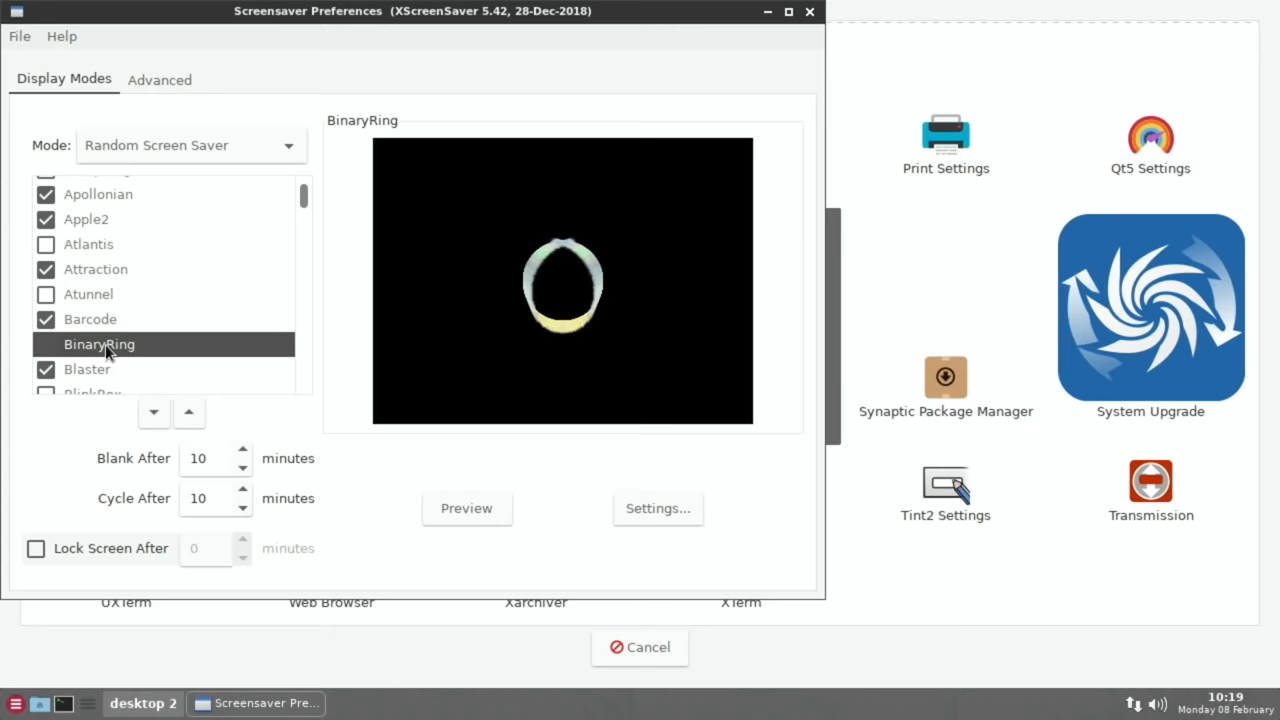 Screensaver Preferences (XScreenSaver 5.42, 28-Dec-2018)
File Help
Display Modes Advanced
BinaryRing
Mode: Random Screen Saver
Apollonian
Apple2
Atlantis
Attraction
Atunnel
Barcode
BinaryRing
Blaster
BlinkBox
Blank After 10 minutes
Cycle After 10 minutes
Preview Settings...
Lock Screen After 0 minutes
Print Settings Qt5 Settings
Synaptic Package Manager System Upgrade
Tint2 Settings Transmission
UXTerm Web Browser Xarchiver XTerm
Cancel
desktop 2 Screensaver Pre...
10:19
Monday 08 February